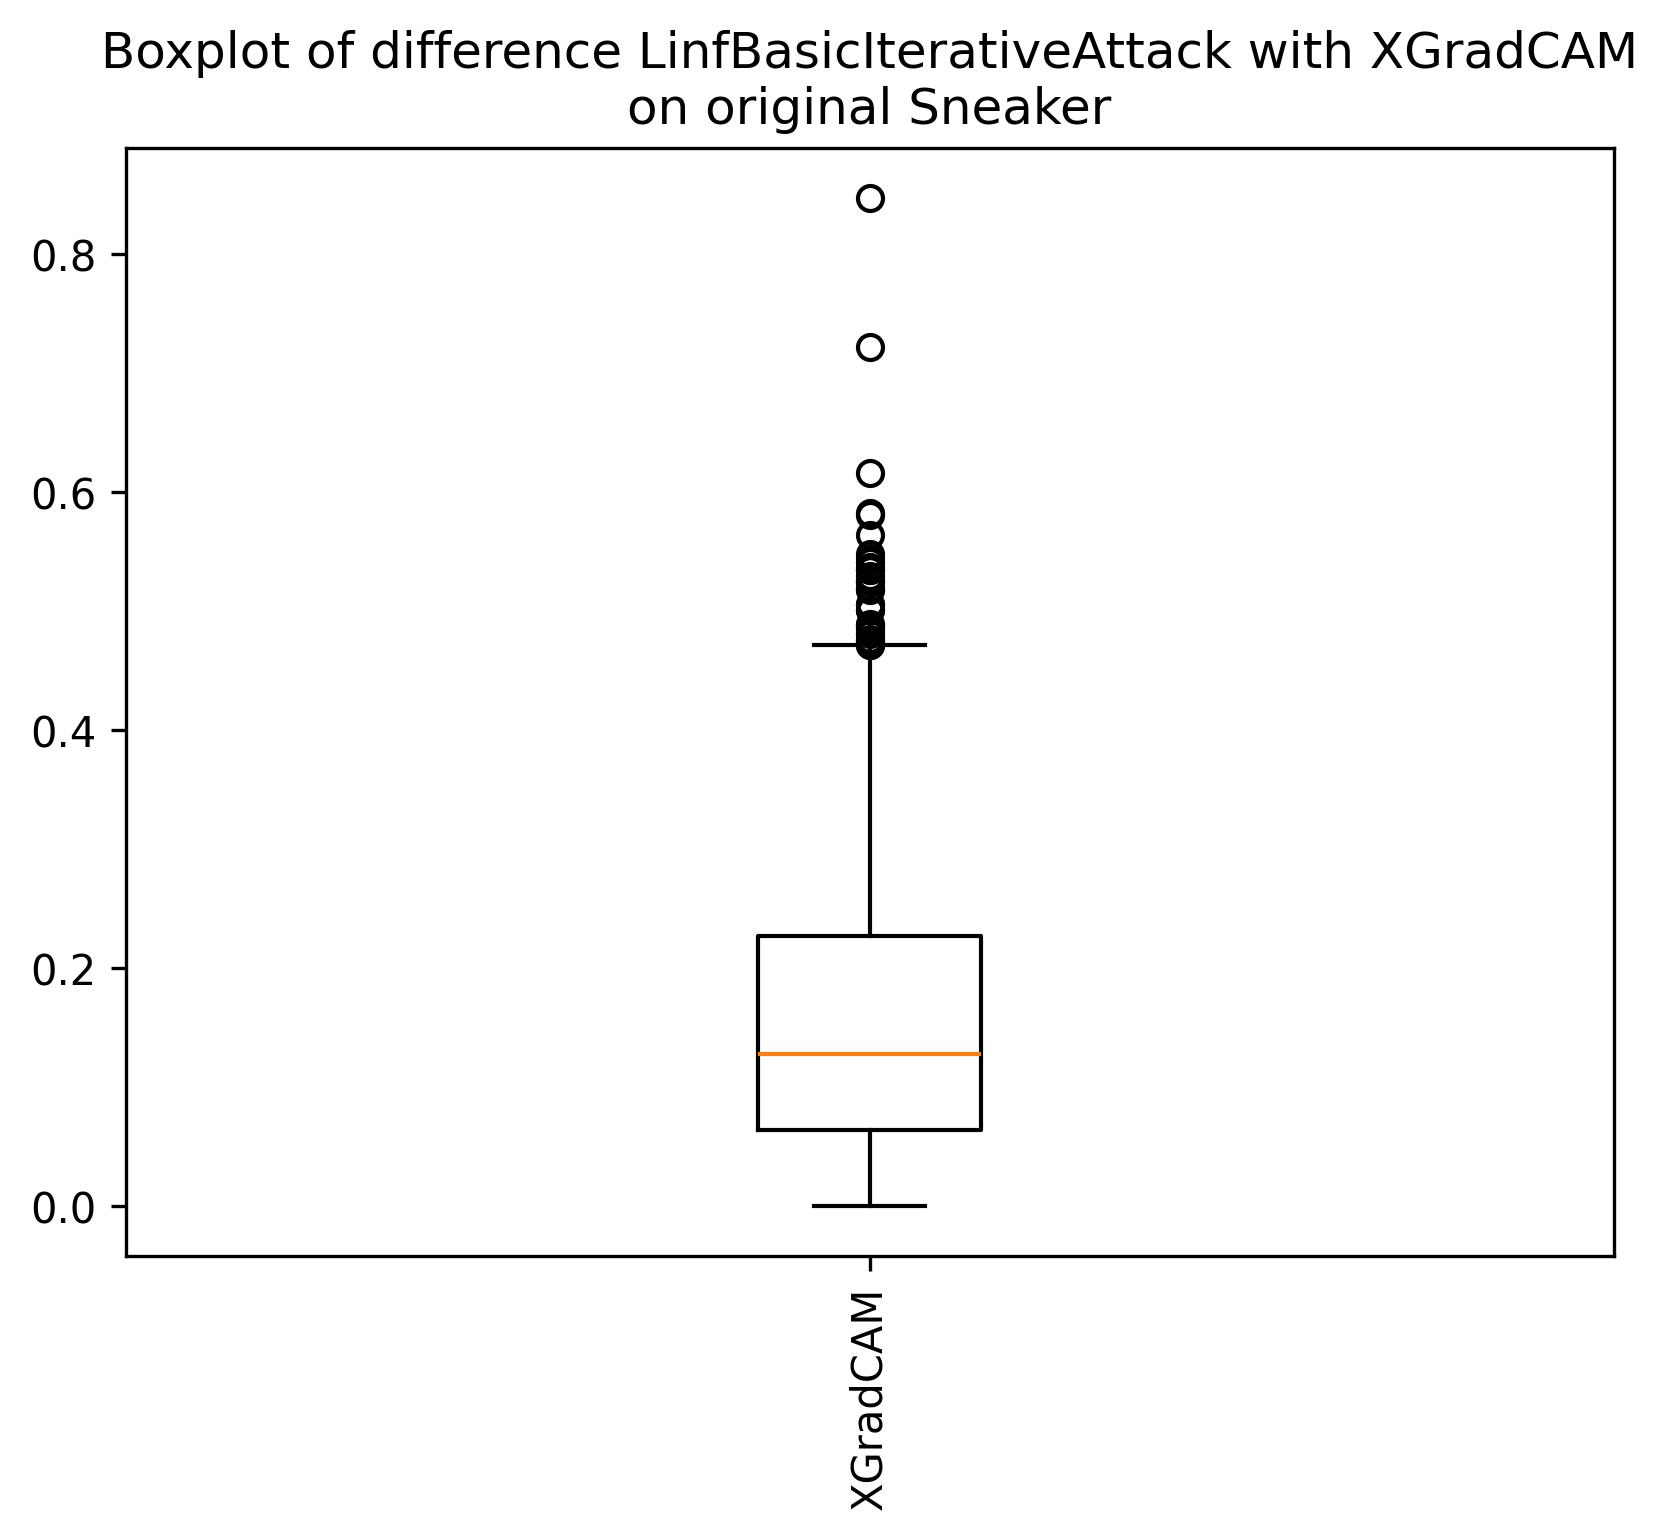 Boxplot of difference LinfBasicIterativeAttack with XGradCAM
on original Sneaker
0.8
0.6
0.4
0.2
0.0
XGradCAM